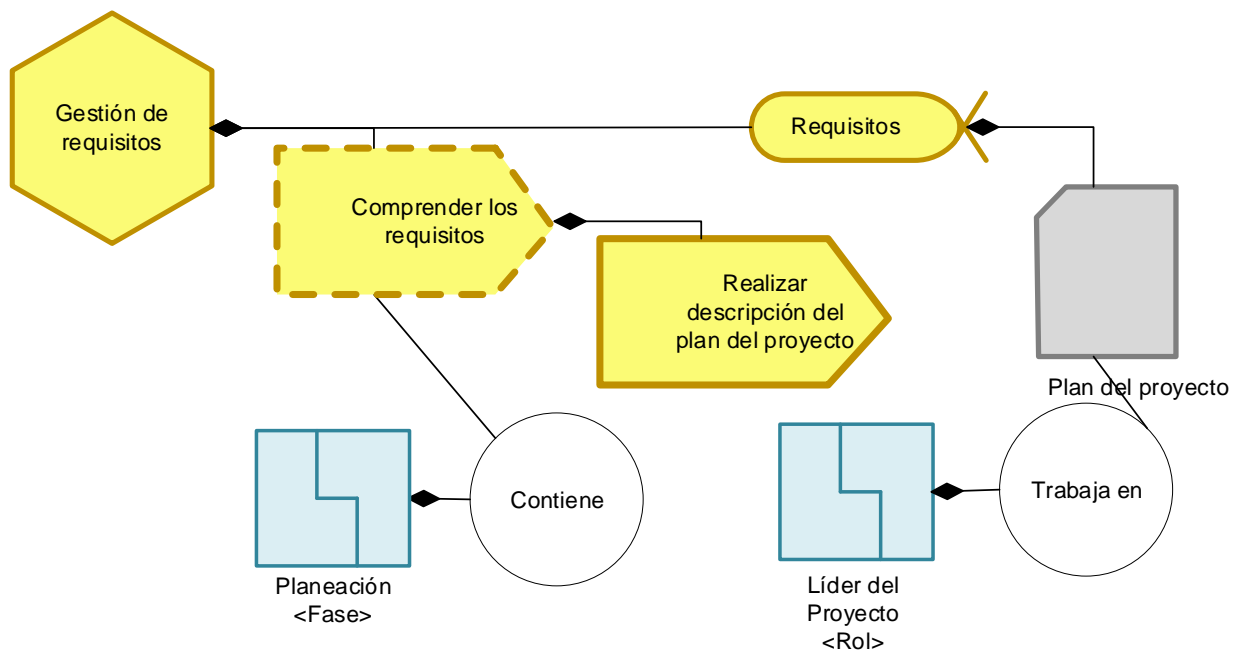 Gestión de
requisitos
Requisitos
Comprender los
requisitos
Realizar
descripción del
plan del proyecto
Plan del proyecto
Contiene
Trabaja en
Planeación
<Fase>
Líder del
Proyecto
<Rol>